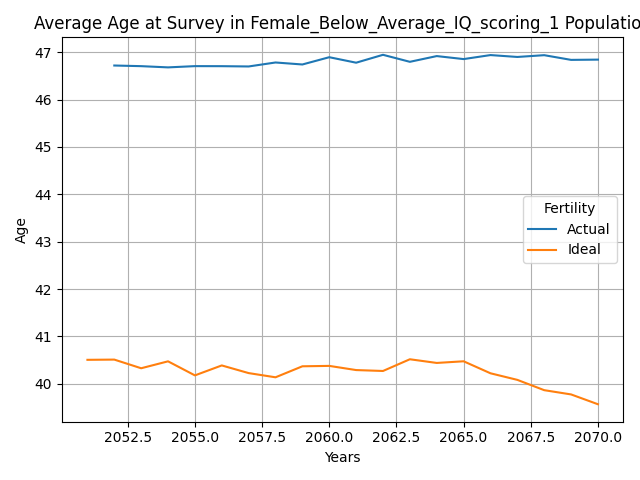 Average Age at Survey in Female_Below_Average_IQ_scoring_1 Populatio
47
46
45
44
43
42
41
40
Age
Fertility
Actual
Ideal
2052.5 2055.0 2057.5 2060.0 2062.5 2065.0 2067.5 2070.0
Years